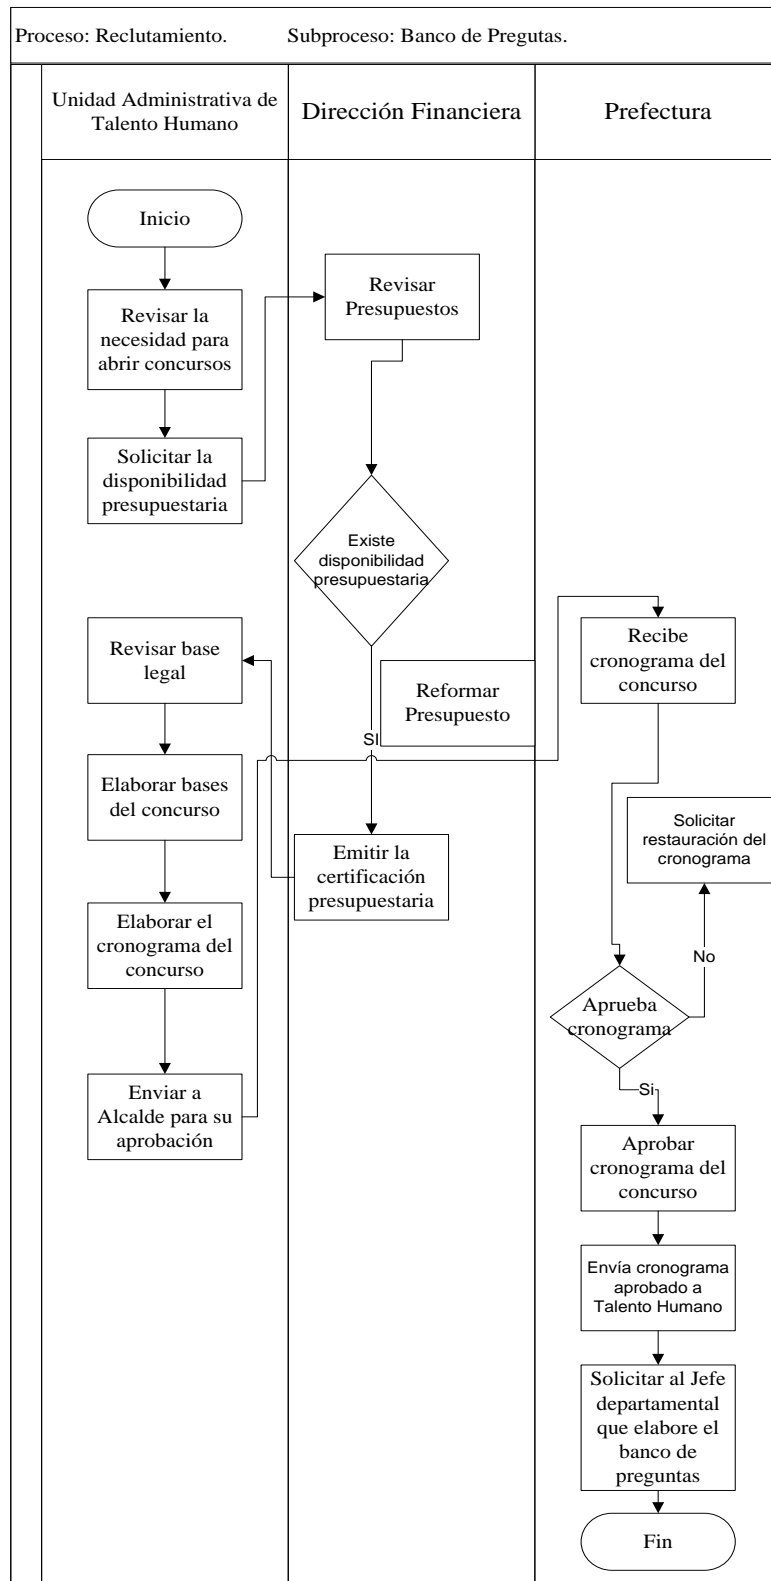 Proceso: Reclutamiento. Subproceso: Banco de Pregutas.
Unidad Administrativa de
Talento Humano
Dirección Financiera
Prefectura
Inicio
Revisar la
necesidad para
abrir concursos
Solicitar la
disponibilidad
presupuestaria
Revisar
Presupuestos
Existe
disponibilidad
presupuestaria
SI
Reformar
Presupuesto
Emitir la
certificación
presupuestaria
Revisar base
legal
Elaborar bases
del concurso
Elaborar el
cronograma del
concurso
Enviar a
Alcalde para su
aprobación
Recibe
cronograma del
concurso
Solicitar
restauración del
cronograma
No
Aprueba
cronograma
Si
Aprobar
cronograma del
concurso
Envía cronograma
aprobado a
Talento Humano
Solicitar al Jefe
departamental
que elabore el
banco de
preguntas
Fin